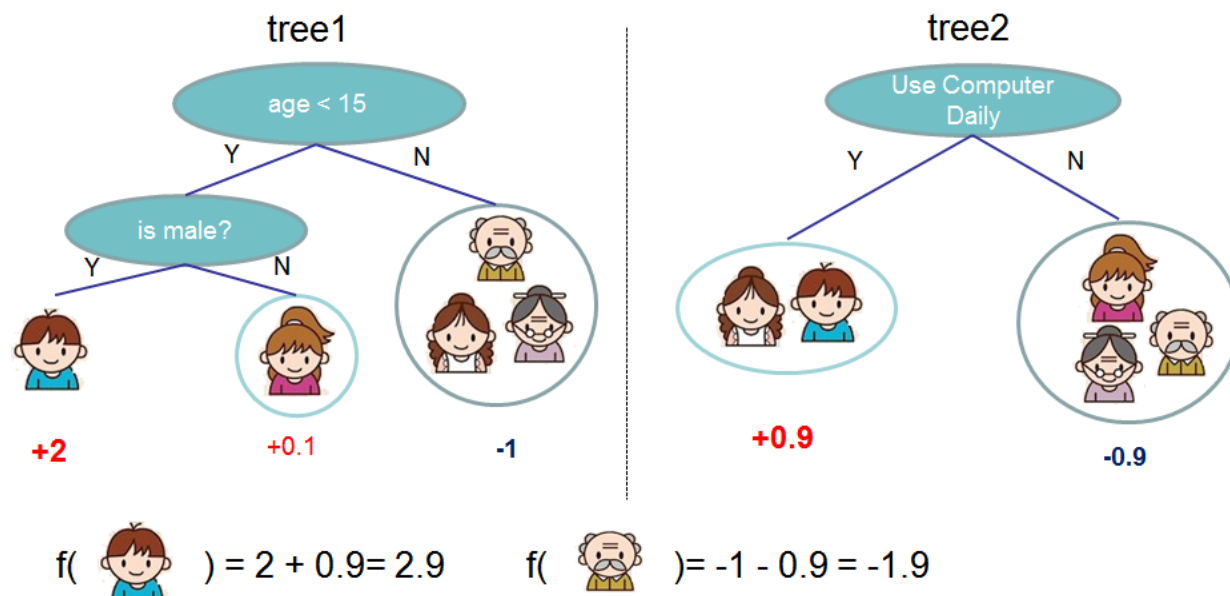 tree1
age < 15
Y
N
is male?
Y
N
+2
+0.1
-1
tree2
Use Computer
Daily
Y
N
+0.9
-0.9
f( ) = 2 + 0.9= 2.9
f( )= -1 - 0.9 = -1.9